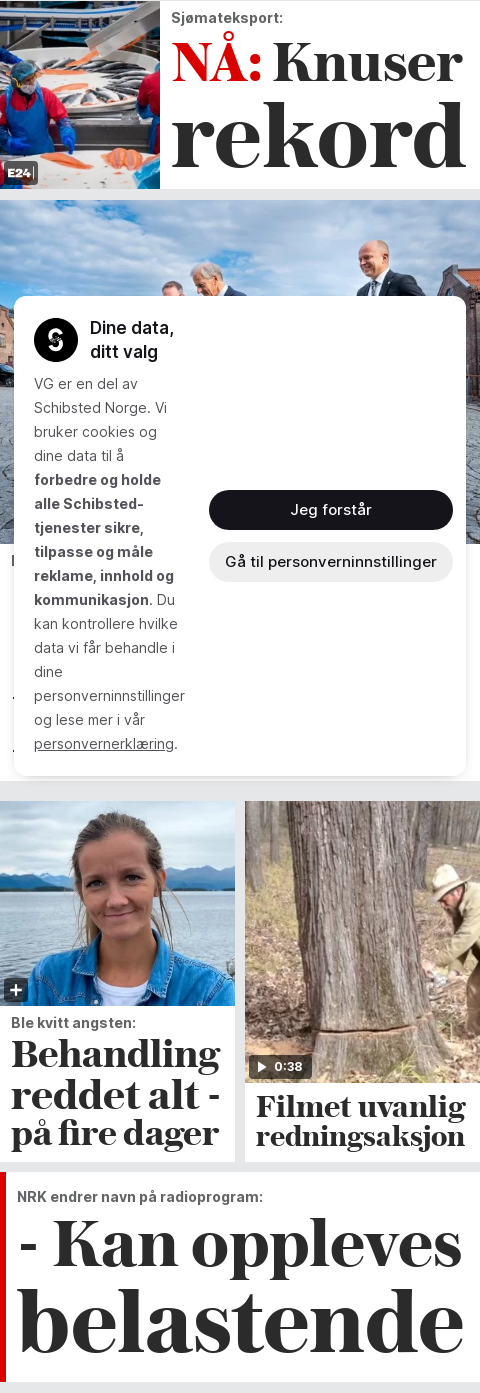 Sjømateksport:
NÅ: Knuser
rekord
E24
Dine data,
ditt valg
VG er en del av
Schibsted Norge. Vi
bruker cookies og
dine data til å
forbedre og holde
alle Schibsted-
tjenester sikre,
tilpasse og måle
reklame, innhold og
kommunikasjon. Du
kan kontrollere hvilke
data vi får behandle i
dine
personverninnstillinger
og lese mer i vår
personvernerklæring.
Jeg forstår
Gå til personverninnstillinger
Ble kvitt angsten:
Behandling
reddet alt -
på fire dager
0:38
Filmet uvanlig
redningsaksjon
NRK endrer navn på radioprogram:
- Kan oppleves
belastende